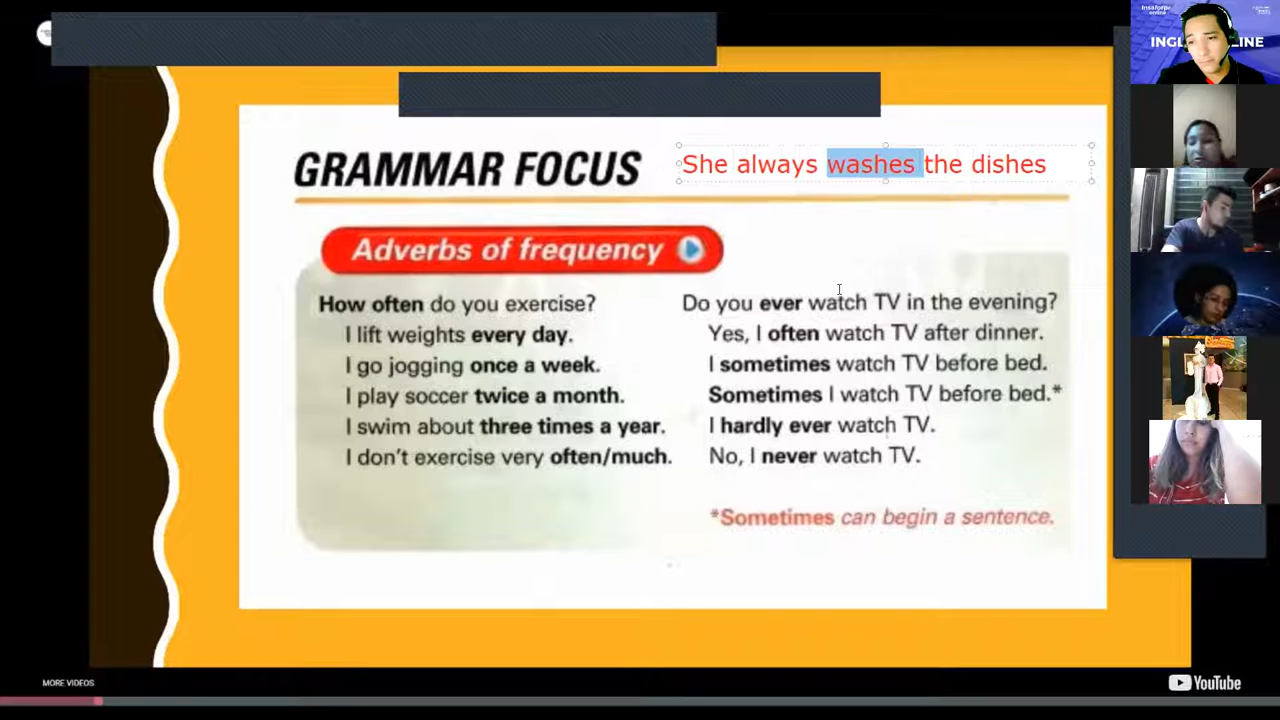 Insaforp
online
INGL LINE
GRAMMAR FOCUS
She always washes the dishes
Adverbs of frequency
How often do you exercise?
I lift weights every day.
I go jogging once a week.
I play soccer twice a month.
I swim about three times a year.
I don't exercise very often/much.
Do you ever watch TV in the evening?
Yes, I often watch TV after dinner.
I sometimes watch TV before bed.
Sometimes I watch TV before bed.*
I hardly ever watch TV.
No, I never watch TV.
*Sometimes can begin a sentence.
MORE VIDEOS
YouTube